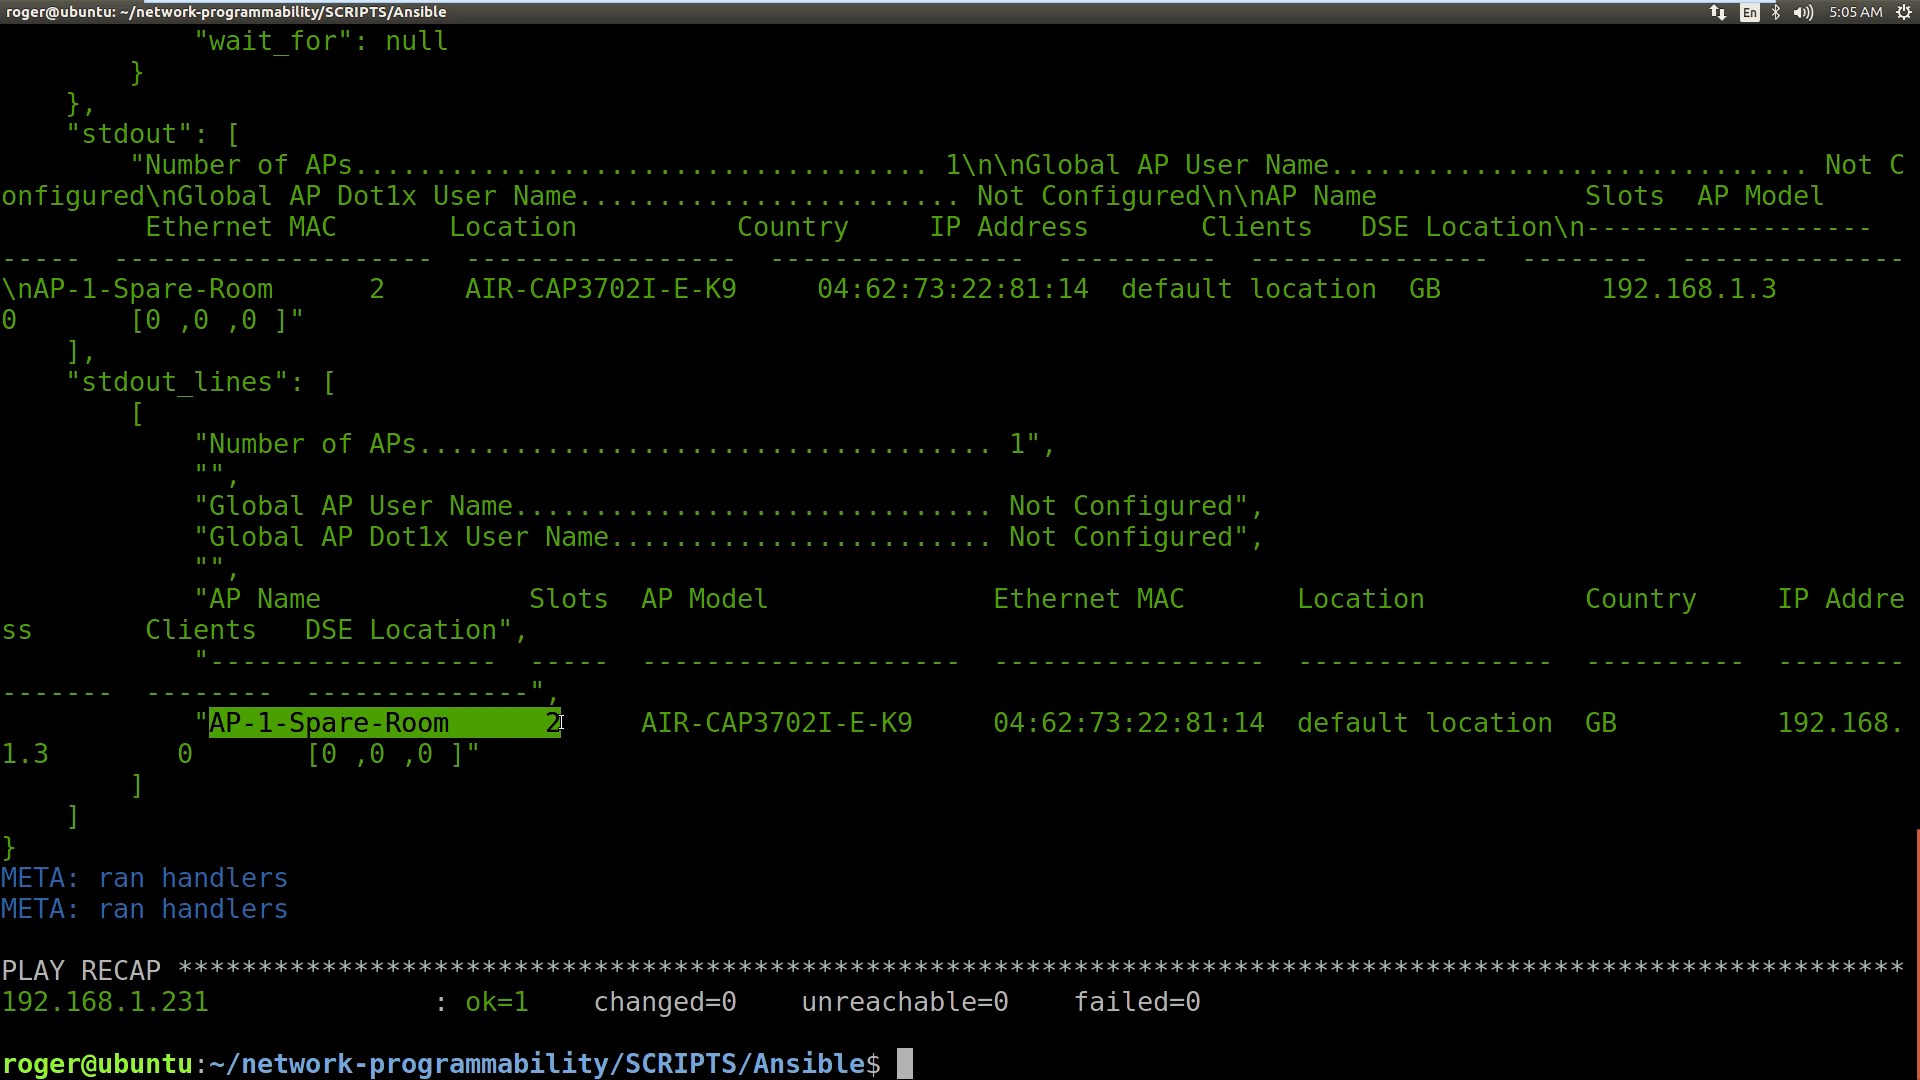 roger@ubuntu: ~/network-programmability/SCRIPTS/Ansible En 5:05 AM
"wait_for": null
}
},
"stdout": [
"Number of APs.................................... 1\n\nGlobal AP User Name.............................. Not C
onfigured\nGlobal AP Dot1x User Name........................ Not Configured\n\nAP Name             Slots  AP Model
Ethernet MAC       Location          Country     IP Address       Clients   DSE Location\n------------------
-----  --------------------  -----------------  ----------------  ----------  ---------------  --------  --------------
\nAP-1-Spare-Room      2     AIR-CAP3702I-E-K9     04:62:73:22:81:14  default location  GB          192.168.1.3
0       [0 ,0 ,0 ]"
],
"stdout_lines": [
[
"Number of APs.................................... 1",
"",
"Global AP User Name.............................. Not Configured",
"Global AP Dot1x User Name........................ Not Configured",
"",
"AP Name             Slots  AP Model              Ethernet MAC       Location          Country     IP Addre
ss       Clients   DSE Location",
"------------------  -----  --------------------  -----------------  ----------------  ----------  --------
-------  --------  --------------",
"AP-1-Spare-Room      2     AIR-CAP3702I-E-K9     04:62:73:22:81:14  default location  GB          192.168.
1.3        0       [0 ,0 ,0 ]"
]
]
}
META: ran handlers
META: ran handlers
PLAY RECAP ************************************************************************************************************
192.168.1.231              : ok=1    changed=0    unreachable=0    failed=0
roger@ubuntu:~/network-programmability/SCRIPTS/Ansible$